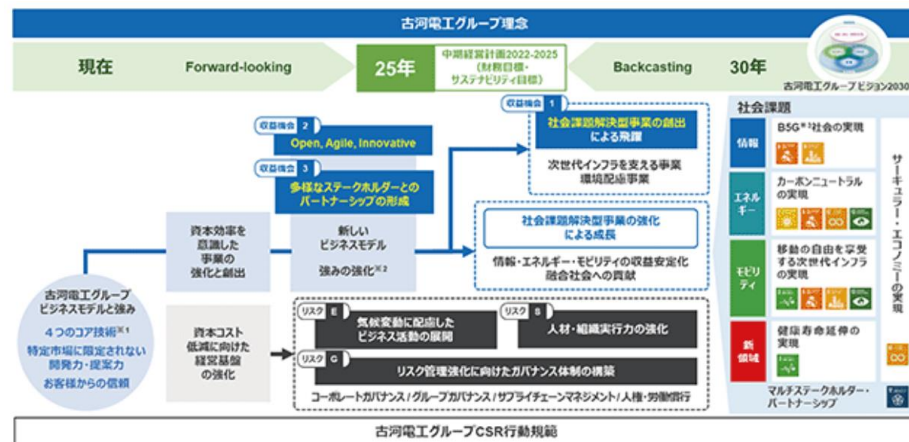 古河電工グループ理念
現在
Forward-looking
25年
中期経営計画2022-2025
(財務目標・
サステナビリティ目標)
Backcasting
30年
古河電工グループビジョン2030
収益機会 2
Open, Agile, Innovative
収益機会 3
多様なステークホルダーとの
パートナーシップの形成
収益機会 1
社会課題解決型事業の創出
による飛躍
次世代インフラを支える事業
環境配慮事業
資本効率を
意識した
事業の
強化と創出
新しい
ビジネスモデル
強みの強化※2
社会課題解決型事業の強化
による成長
情報・エネルギー・モビリティの収益安定化
融合社会への貢献
古河電工グループ
ビジネスモデルと強み
4つのコア技術※1
特定市場に限定されない
開発力・提案力
お客様からの信頼
資本コスト
低減に向けた
経営基盤
の強化
リスク E
気候変動に配慮した
ビジネス活動の展開
リスク S
人材・組織実行力の強化
リスク G
リスク管理強化に向けたガバナンス体制の構築
コーポレートガバナンス/グループガバナンス/サプライチェーンマネジメント/人権・労働慣行
社会課題
情報
B5G※3社会の実現
エネルギー
カーボンニュートラル
の実現
モビリティ
移動の自由を享受
する次世代インフラ
の実現
新領域
健康寿命延伸の
実現
サーキュラー・エコノミーの実現
マルチステークホルダー・
パートナーシップ
古河電工グループCSR行動規範